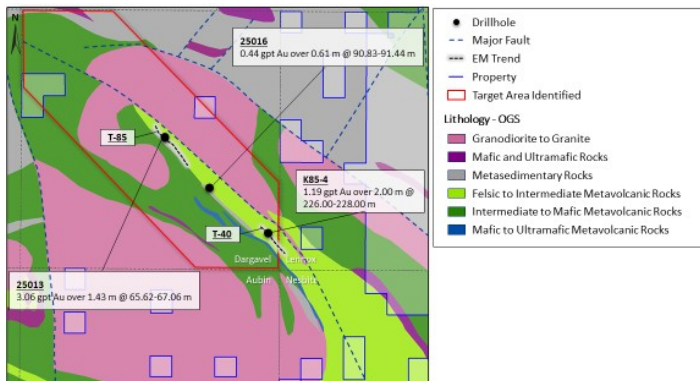 N
25016
0.44 gpt Au over 0.61 m @ 90.83-91.44 m
T-85
K85-4
1.19 gpt Au over 2.00 m @
226.00-228.00 m
T-40
Dargavel
Lennox
Aubin
Nesbitt
25013
3.06 gpt Au over 1.43 m @ 65.62-67.06 m
Drillhole
Major Fault
EM Trend
Property
Target Area Identified
Lithology - OGS
Granodiorite to Granite
Mafic and Ultramafic Rocks
Metasedimentary Rocks
Felsic to Intermediate Metavolcanic Rocks
Intermediate to Mafic Metavolcanic Rocks
Mafic to Ultramafic Metavolcanic Rocks